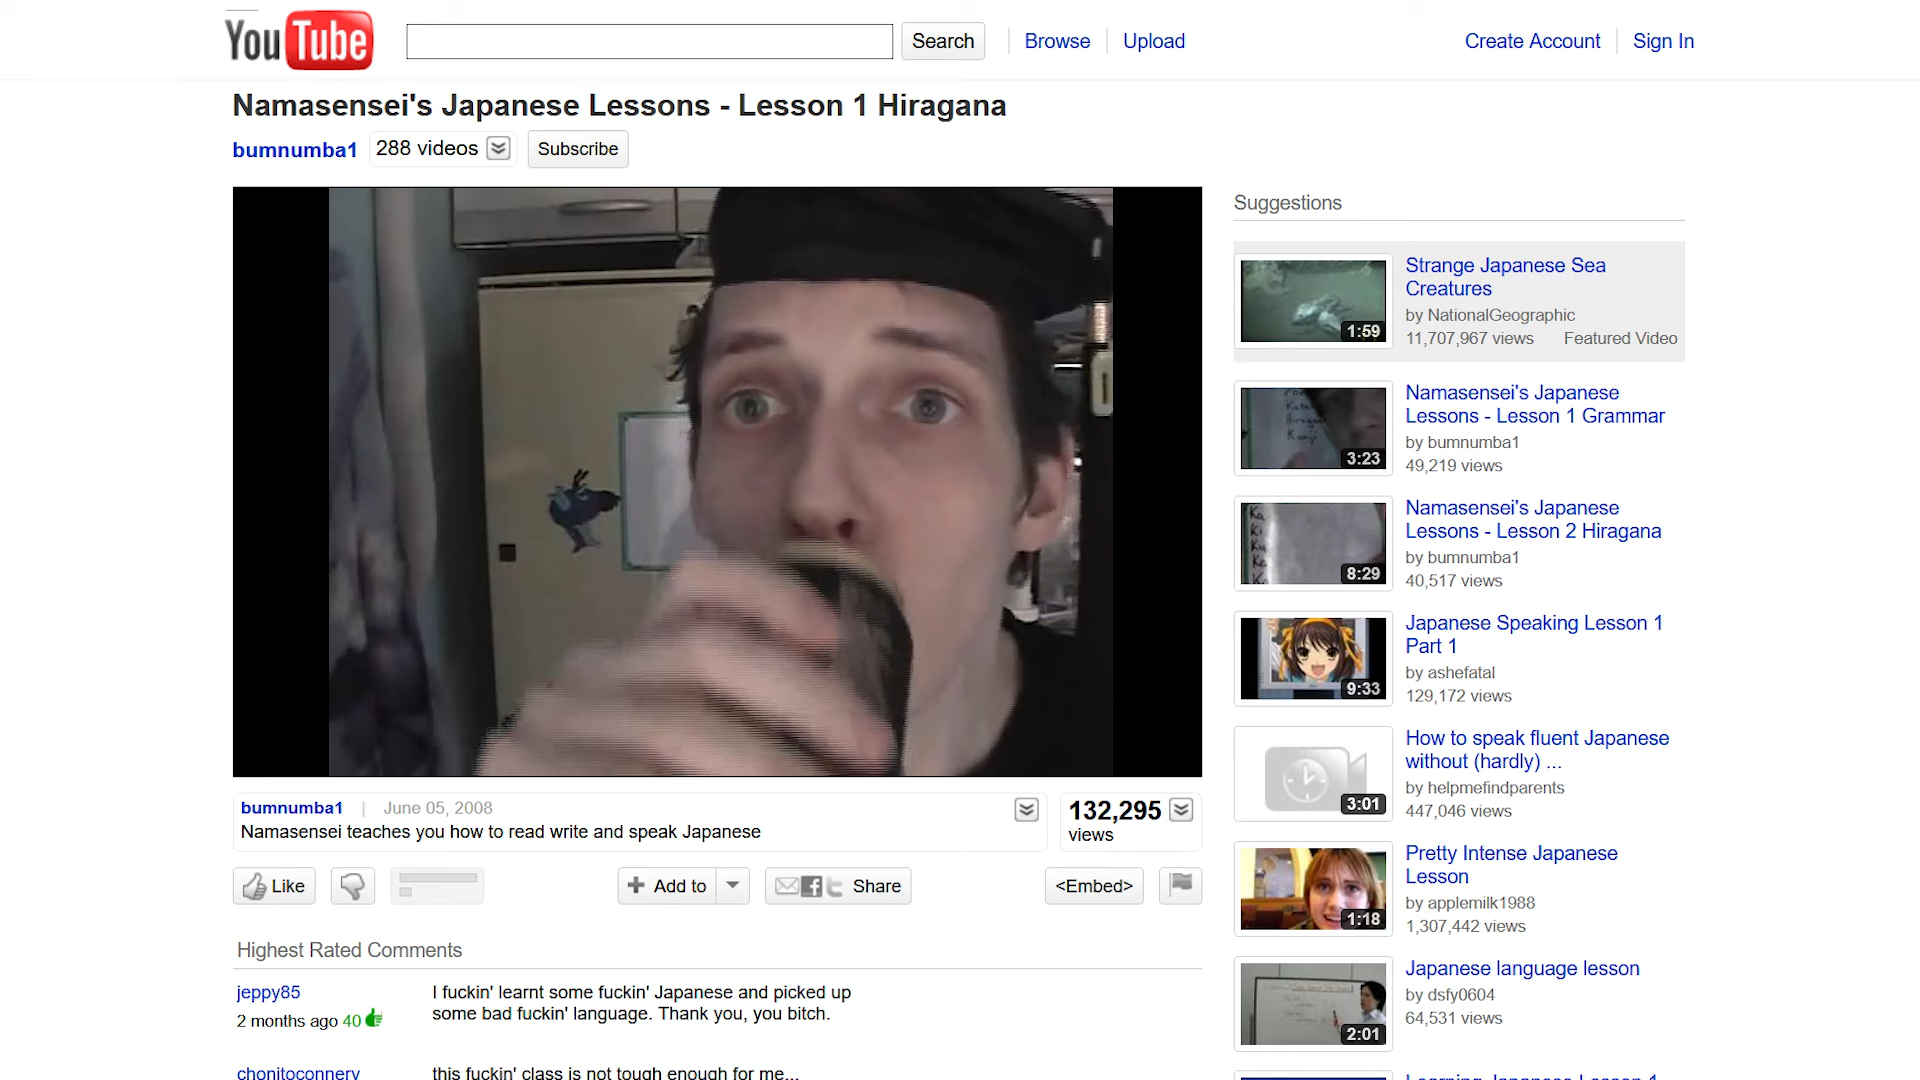 YouTube
Search
Browse
Upload
Create Account
Sign In
Namasensei's Japanese Lessons - Lesson 1 Hiragana
bumnumba1
288 videos
Subscribe
Suggestions
Strange Japanese Sea
Creatures
by NationalGeographic
11,707,967 views Featured Video
1:59
Namasensei's Japanese
Lessons - Lesson 1 Grammar
by bumnumba1
49,219 views
3:23
Namasensei's Japanese
Lessons - Lesson 2 Hiragana
by bumnumba1
40,517 views
8:29
Japanese Speaking Lesson 1
Part 1
by ashefatal
129,172 views
9:33
How to speak fluent Japanese
without (hardly) ...
by helpmefindparents
447,046 views
3:01
Pretty Intense Japanese
Lesson
by applemilk1988
1,307,442 views
1:18
Japanese language lesson
by dsfy0604
64,531 views
2:01
bumnumba1 | June 05, 2008
Namasensei teaches you how to read write and speak Japanese
132,295
views
Like
Add to
Share
<Embed>
Highest Rated Comments
jeppy85
2 months ago 40
I fuckin' learnt some fuckin' Japanese and picked up
some bad fuckin' language. Thank you, you bitch.
chonitoconnery
this fuckin' class is not tough enough for me...